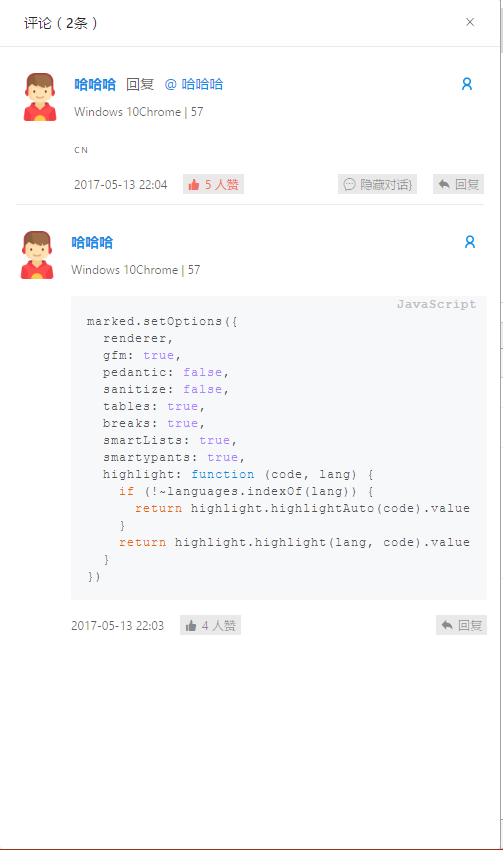 评论（2条）
哈哈哈 回复 @ 哈哈哈
Windows 10Chrome | 57
CN
2017-05-13 22:04 5 人赞 隐藏对话} 回复
哈哈哈
Windows 10Chrome | 57
JavaScript
marked.setOptions({
  renderer,
  gfm: true,
  pedantic: false,
  sanitize: false,
  tables: true,
  breaks: true,
  smartLists: true,
  smartypants: true,
  highlight: function (code, lang) {
    if (!~languages.indexOf(lang)) {
      return highlight.highlightAuto(code).value
    }
    return highlight.highlight(lang, code).value
  }
})
2017-05-13 22:03 4 人赞 回复